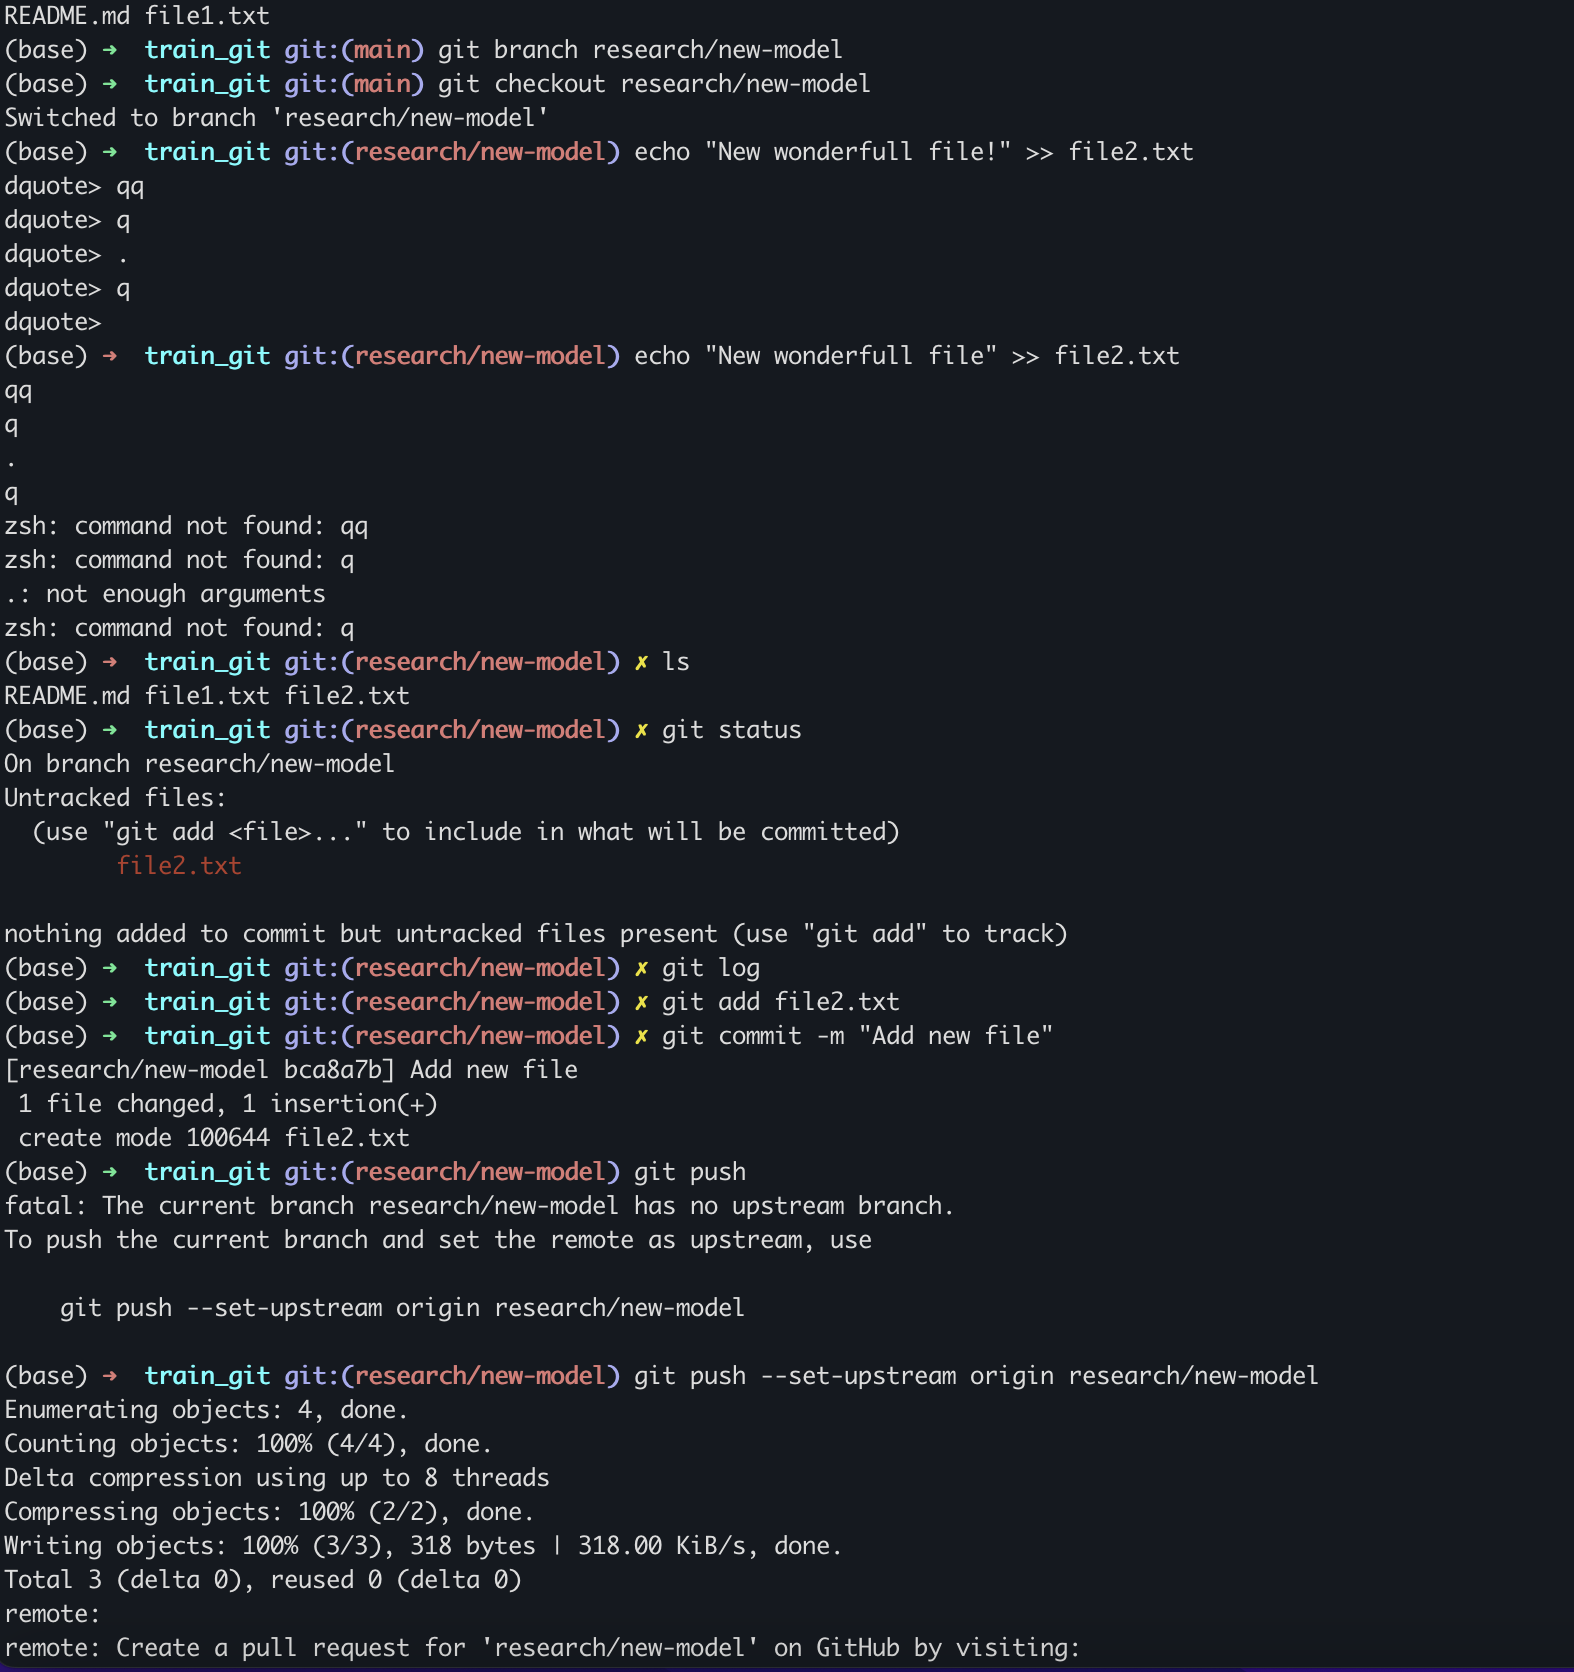 README.md file1.txt
(base) ➜  train_git git:(main) git branch research/new-model
(base) ➜  train_git git:(main) git checkout research/new-model
Switched to branch 'research/new-model'
(base) ➜  train_git git:(research/new-model) echo "New wonderfull file!" >> file2.txt
dquote> qq
dquote> q
dquote> .
dquote> q
dquote>
(base) ➜  train_git git:(research/new-model) echo "New wonderfull file" >> file2.txt
qq
q
.
q
zsh: command not found: qq
zsh: command not found: q
.: not enough arguments
zsh: command not found: q
(base) ➜  train_git git:(research/new-model) ✗ ls
README.md file1.txt file2.txt
(base) ➜  train_git git:(research/new-model) ✗ git status
On branch research/new-model
Untracked files:
  (use "git add <file>..." to include in what will be committed)
        file2.txt

nothing added to commit but untracked files present (use "git add" to track)
(base) ➜  train_git git:(research/new-model) ✗ git log
(base) ➜  train_git git:(research/new-model) ✗ git add file2.txt
(base) ➜  train_git git:(research/new-model) ✗ git commit -m "Add new file"
[research/new-model bca8a7b] Add new file
 1 file changed, 1 insertion(+)
 create mode 100644 file2.txt
(base) ➜  train_git git:(research/new-model) git push
fatal: The current branch research/new-model has no upstream branch.
To push the current branch and set the remote as upstream, use

    git push --set-upstream origin research/new-model

(base) ➜  train_git git:(research/new-model) git push --set-upstream origin research/new-model
Enumerating objects: 4, done.
Counting objects: 100% (4/4), done.
Delta compression using up to 8 threads
Compressing objects: 100% (2/2), done.
Writing objects: 100% (3/3), 318 bytes | 318.00 KiB/s, done.
Total 3 (delta 0), reused 0 (delta 0)
remote:
remote: Create a pull request for 'research/new-model' on GitHub by visiting: